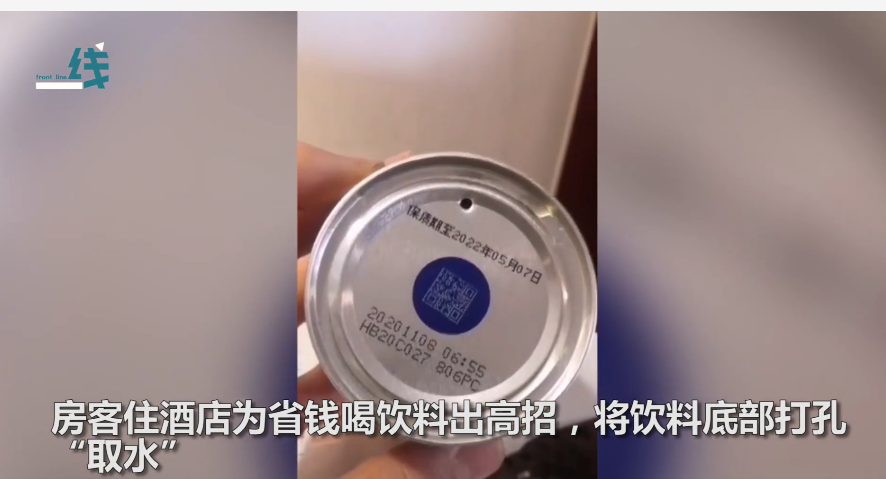 线
front line
保质期至2022年05月07日
20201108 06:55
HB20C027 806PC
房客住酒店为省钱喝饮料出高招，将饮料底部打孔
“取水”